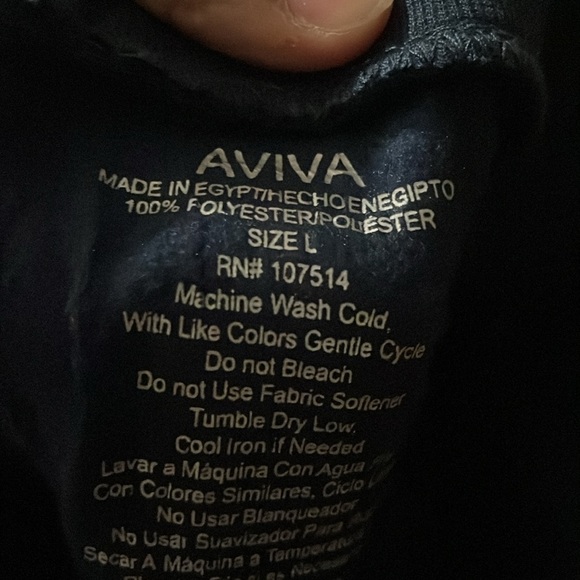 AVIVA
MADE IN EGYPT/HECHO EN EGIPTO
100% POLYESTER/POLIÉSTER
SIZE L
RN# 107514
Machine Wash Cold,
With Like Colors Gentle Cycle
Do not Bleach
Do not Use Fabric Softener
Tumble Dry Low,
Cool Iron if Needed
Lavar a Máquina Con Agua
Con Colores Similares, Ciclo
No Usar Blanqueador
No Usar Suavizador Para
Secar A Máquina a Temperatura